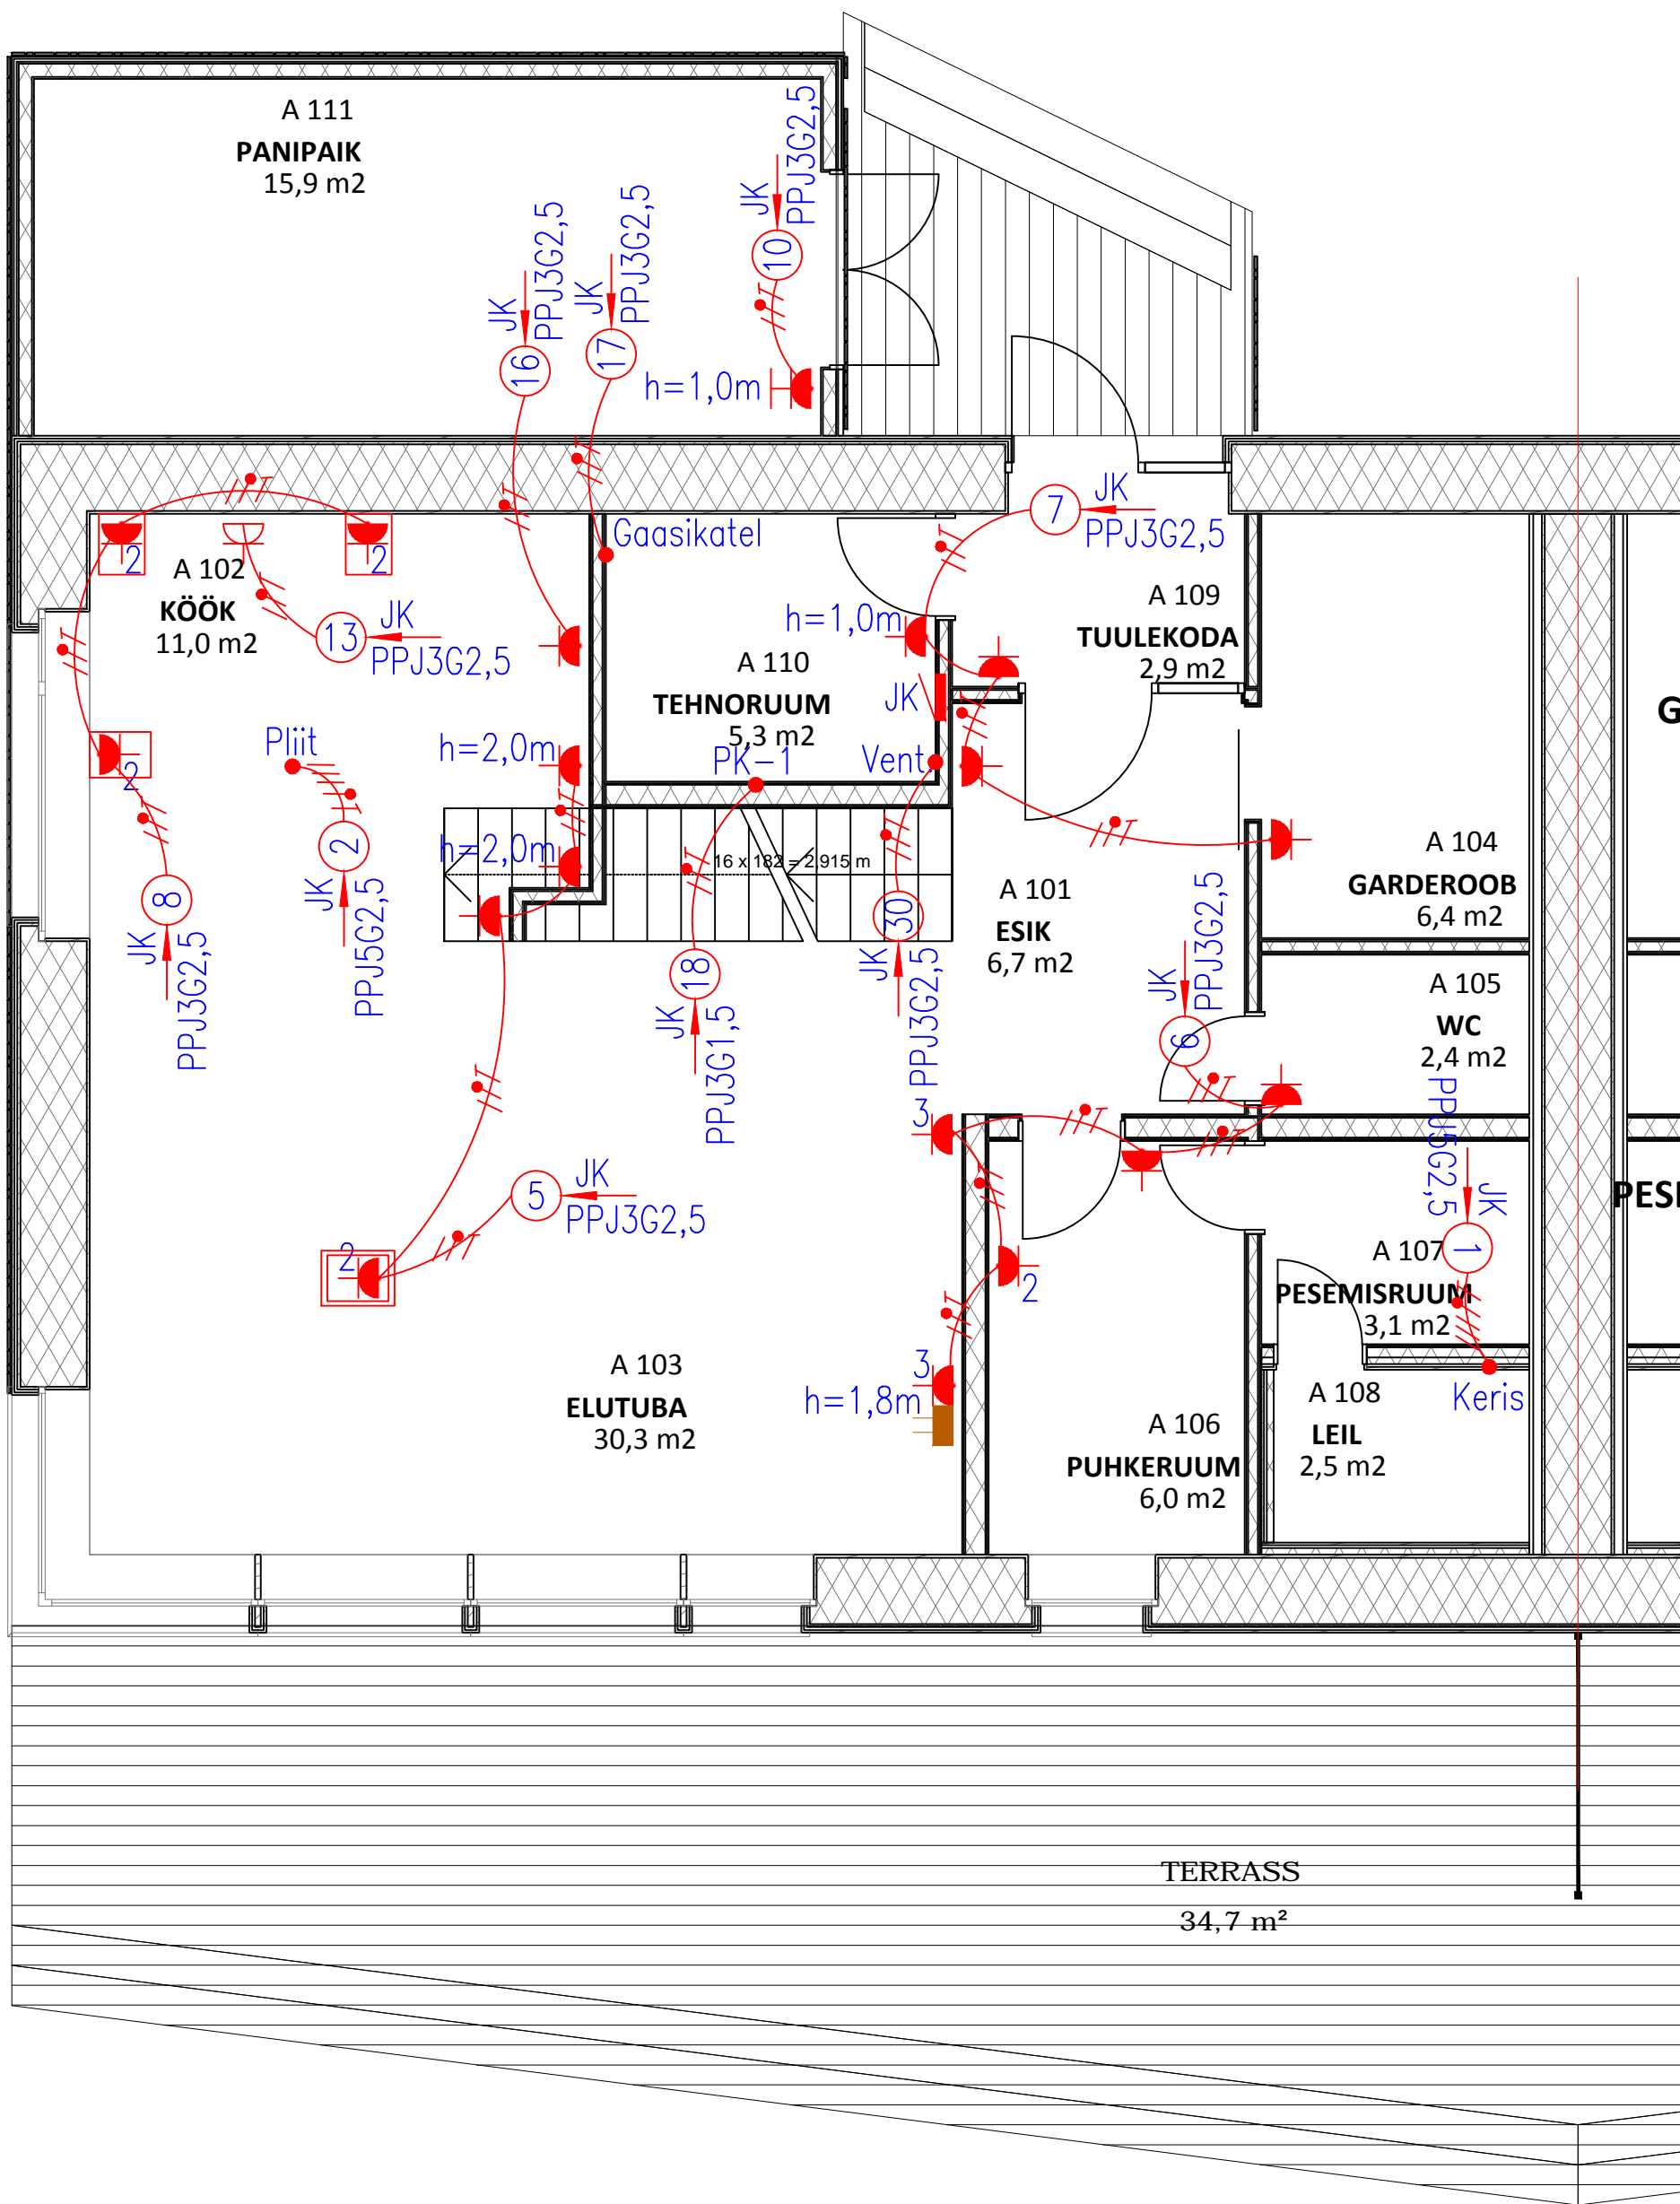 A 111
PANIPAIK
15,9 m2
JK
PPJ3G2,5
10
h=1,0m
JK
PPJ3G2,5
16
JK
PPJ3G2,5
17
Gaasikatel
7
JK
PPJ3G2,5
2
2
A 102
KÖÖK
11,0 m2
13
JK
PPJ3G2,5
h=1,0m
A 109
TUULEKODA
2,9 m2
A 110
TEHNORUUM
5,3 m2
JK
PK-1
Vent
Pliit
h=2,0m
2
h=2,0m
16 x 182 = 2.915 m
2
JK
PPJ5G2,5
8
JK
PPJ3G2,5
18
JK
PPJ3G1,5
30
JK
PPJ3G2,5
A 101
ESIK
6,7 m2
A 104
GARDEROOB
6,4 m2
G
JK
PPJ3G2,5
9
A 105
WC
2,4 m2
3
PPJ5G2,5
JK
1
5
JK
PPJ3G2,5
2
2
PESI
A 107
PESEMISRUUM
3,1 m2
A 103
ELUTUBA
30,3 m2
3
h=1,8m
A 108
LEIL
2,5 m2
Keris
A 106
PUHKERUUM
6,0 m2
TERRASS
34,7 m²